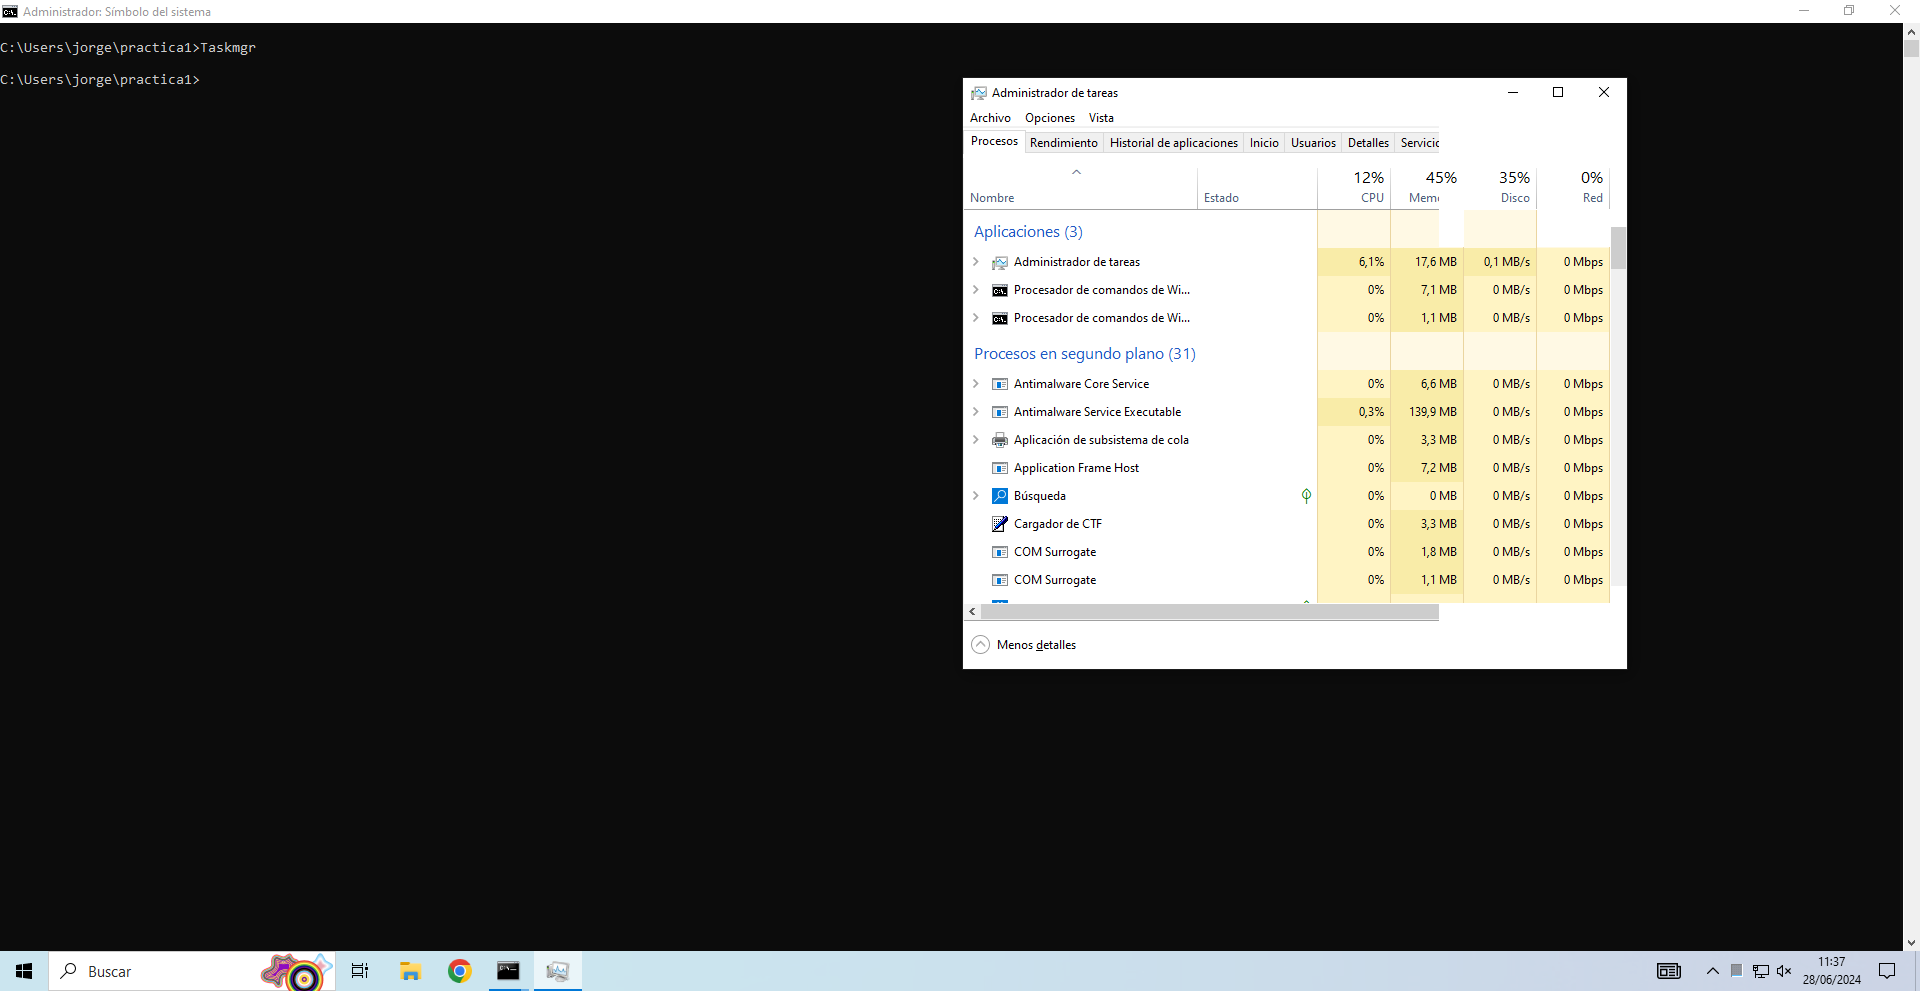 Administrador: Símbolo del sistema
C:\Users\jorge\practica1>Taskmgr
C:\Users\jorge\practica1>
Administrador de tareas
Archivo Opciones Vista
Procesos Rendimiento Historial de aplicaciones Inicio Usuarios Detalles Servicic
12% 45% 35% 0%
Nombre Estado CPU Memo Disco Red
Aplicaciones (3)
Administrador de tareas 6,1% 17,6 MB 0,1 MB/s 0 Mbps
Procesador de comandos de Wi... 0% 7,1 MB 0 MB/s 0 Mbps
Procesador de comandos de Wi... 0% 1,1 MB 0 MB/s 0 Mbps
Procesos en segundo plano (31)
Antimalware Core Service 0% 6,6 MB 0 MB/s 0 Mbps
Antimalware Service Executable 0,3% 139,9 MB 0 MB/s 0 Mbps
Aplicación de subsistema de cola 0% 3,3 MB 0 MB/s 0 Mbps
Application Frame Host 0% 7,2 MB 0 MB/s 0 Mbps
Búsqueda 0% 0 MB 0 MB/s 0 Mbps
Cargador de CTF 0% 3,3 MB 0 MB/s 0 Mbps
COM Surrogate 0% 1,8 MB 0 MB/s 0 Mbps
COM Surrogate 0% 1,1 MB 0 MB/s 0 Mbps
Menos detalles
Buscar
11:37
28/06/2024